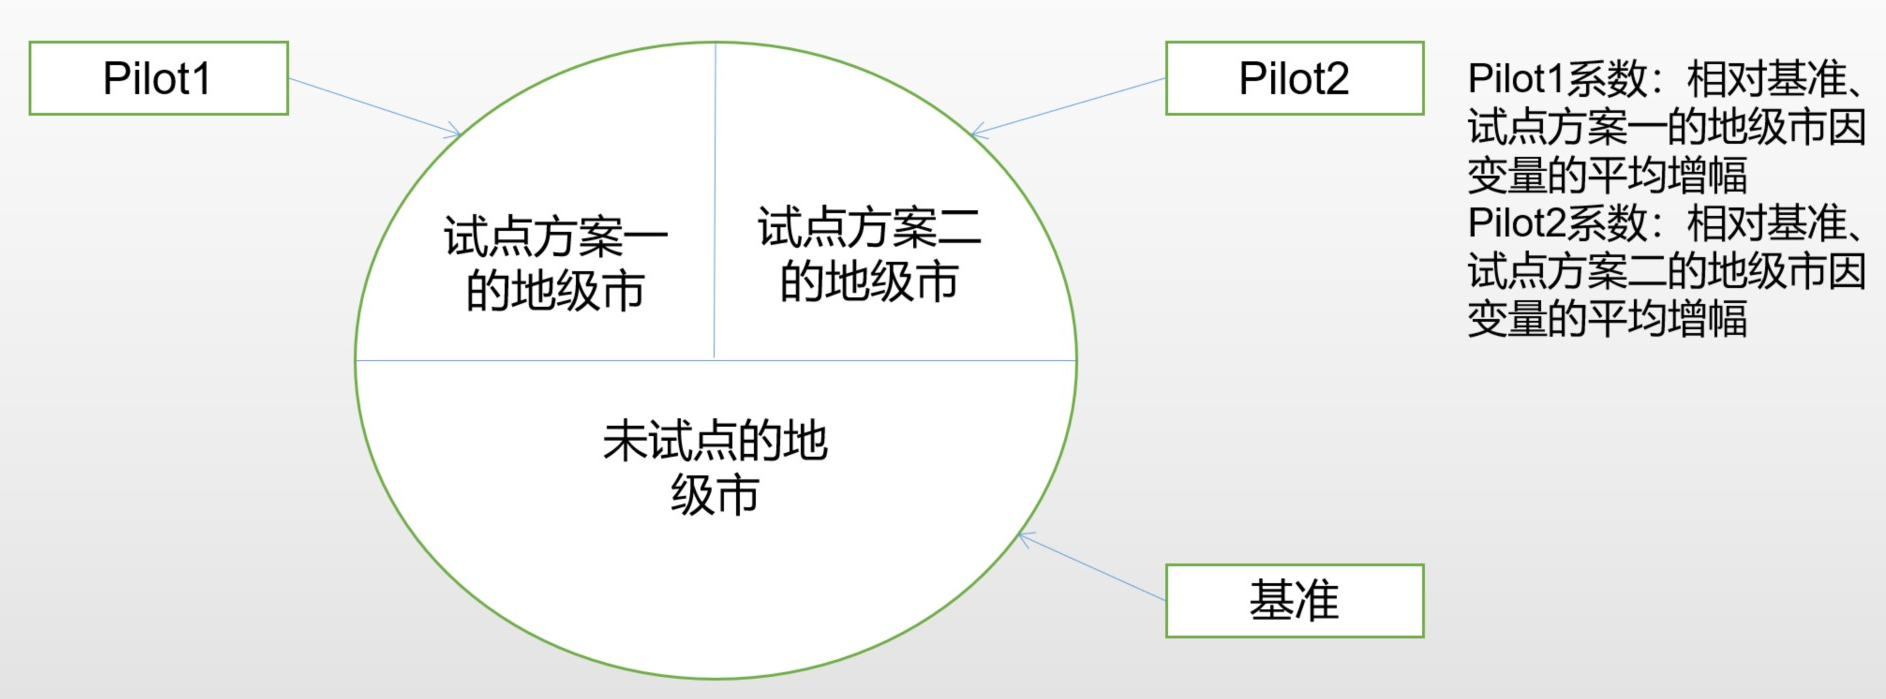 Pilot1
Pilot2
Pilot1系数：相对基准、
试点方案一的地级市因
变量的平均增幅
Pilot2系数：相对基准、
试点方案二的地级市因
变量的平均增幅
试点方案一
的地级市
试点方案二
的地级市
未试点的地
级市
基准